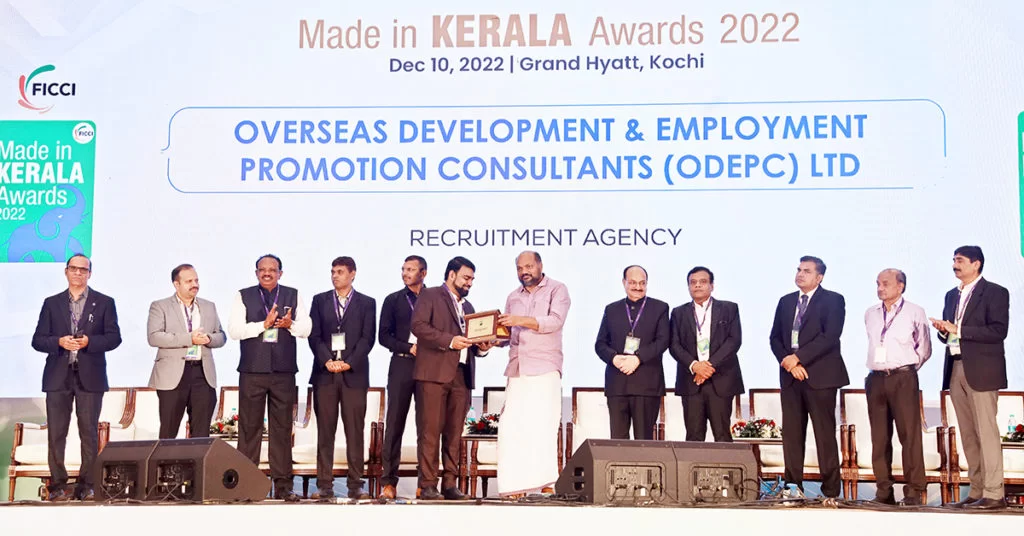 Made in KERALA Awards 2022
Dec 10, 2022 | Grand Hyatt, Kochi
FICCI
OVERSEAS DEVELOPMENT & EMPLOYMENT
PROMOTION CONSULTANTS (ODEPC) LTD
FICCI
Made in
KERALA
Awards
2022
RECRUITMENT AGENCY